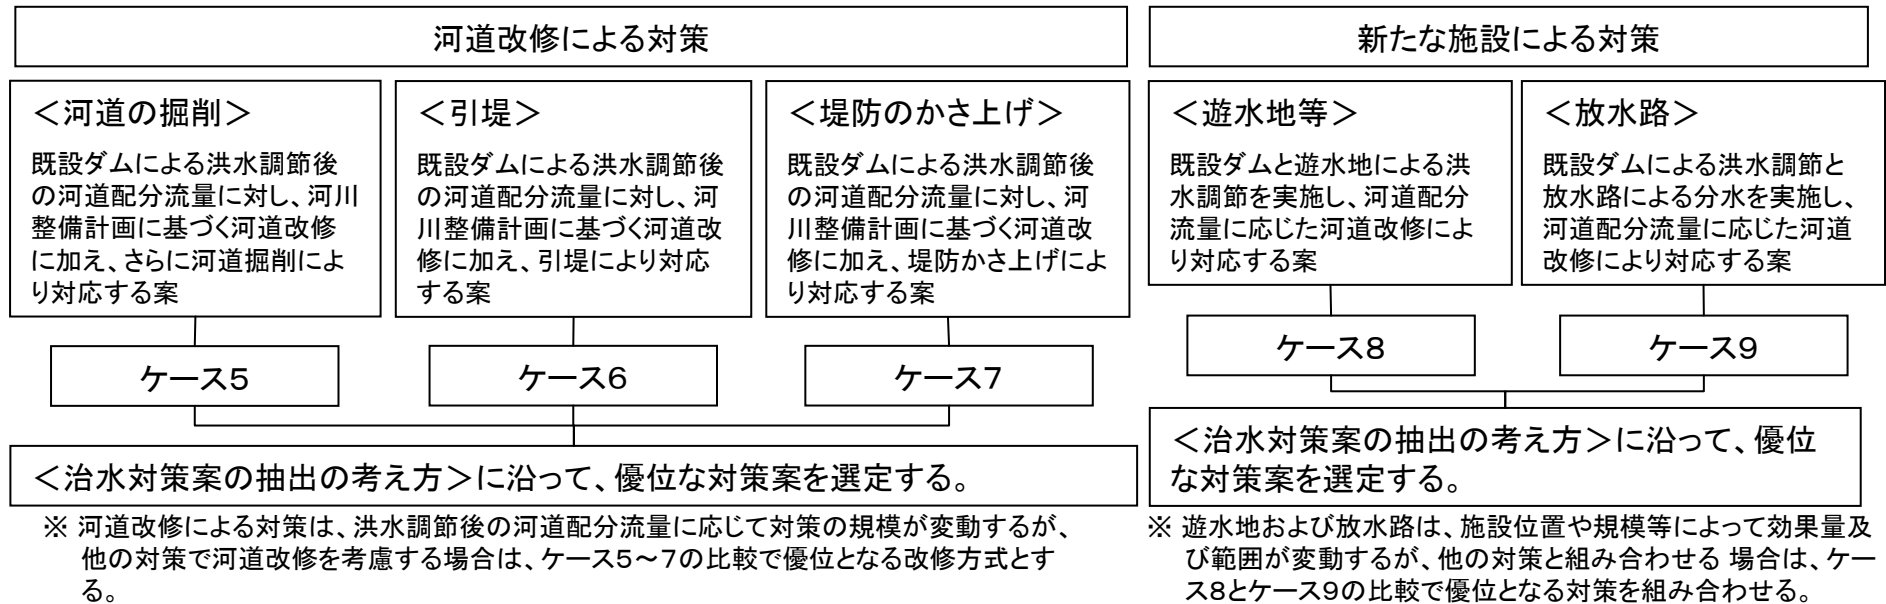 河道改修による対策
＜河道の掘削＞
既設ダムによる洪水調節後
の河道配分流量に対し、河川
整備計画に基づく河道改修
に加え、さらに河道掘削によ
り対応する案
ケース５
＜引堤＞
既設ダムによる洪水調節後
の河道配分流量に対し、河
川整備計画に基づく河道改
修に加え、引堤により対応
する案
ケース６
＜堤防のかさ上げ＞
既設ダムによる洪水調節後
の河道配分流量に対し、河
川整備計画に基づく河道改
修に加え、堤防かさ上げによ
り対応する案
ケース７
＜治水対策案の抽出の考え方＞に沿って、優位な対策案を選定する。
※ 河道改修による対策は、洪水調節後の河道配分流量に応じて対策の規模が変動するが、
他の対策で河道改修を考慮する場合は、ケース５～７の比較で優位となる改修方式とす
る。
新たな施設による対策
＜遊水地等＞
既設ダムと遊水地による洪
水調節を実施し、河道配分
流量に応じた河道改修によ
り対応する案
ケース８
＜放水路＞
既設ダムによる洪水調節と
放水路による分水を実施し、
河道配分流量に応じた河道
改修により対応する案
ケース９
＜治水対策案の抽出の考え方＞に沿って、優位
な対策案を選定する。
※ 遊水地および放水路は、施設位置や規模等によって効果量及
び範囲が変動するが、他の対策と組み合わせる 場合は、ケー
ス８とケース９の比較で優位となる対策を組み合わせる。